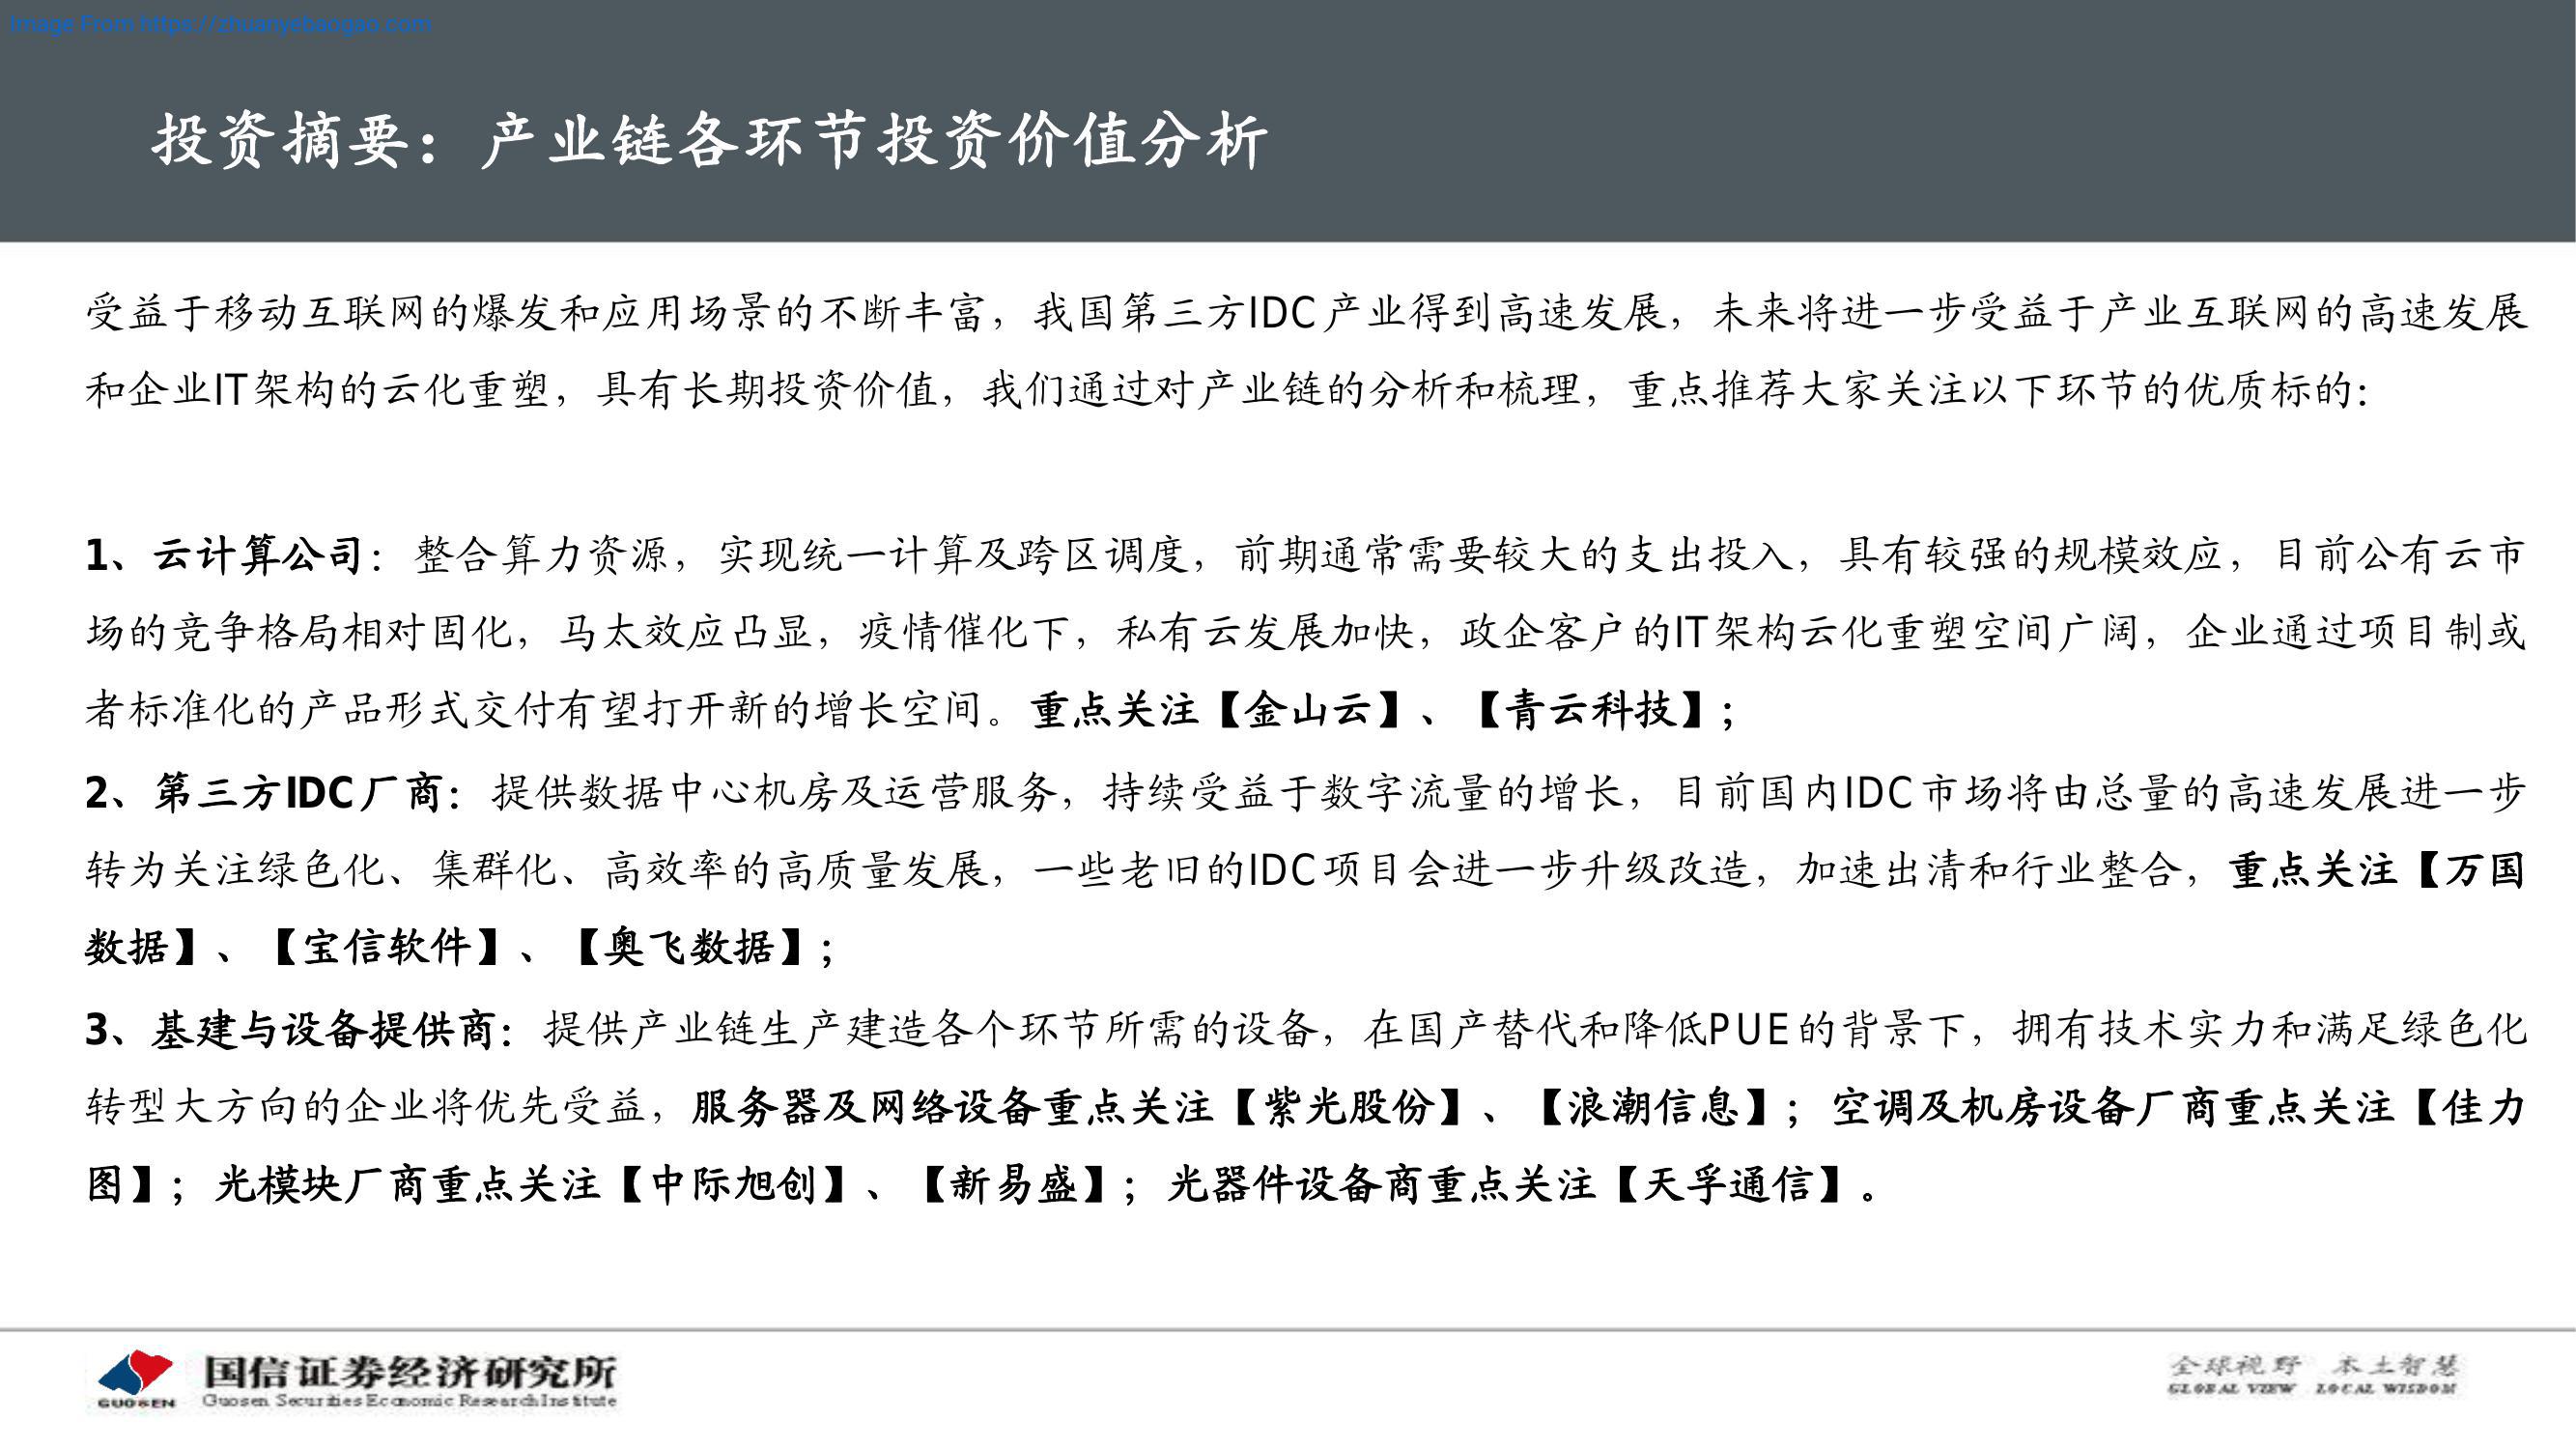 Image From https://zhuanyebaogao.com
投资摘要：产业链各环节投资价值分析
受益于移动互联网的爆发和应用场景的不断丰富，我国第三方IDC产业得到高速发展，未来将进一步受益于产业互联网的高速发展
和企业IT架构的云化重塑，具有长期投资价值，我们通过对产业链的分析和梳理，重点推荐大家关注以下环节的优质标的：
1、云计算公司：整合算力资源，实现统一计算及跨区调度，前期通常需要较大的支出投入，具有较强的规模效应，目前公有云市
场的竞争格局相对固化，马太效应凸显，疫情催化下，私有云发展加快，政企客户的IT架构云化重塑空间广阔，企业通过项目制或
者标准化的产品形式交付有望打开新的增长空间。重点关注【金山云】、【青云科技】；
2、第三方IDC厂商：提供数据中心机房及运营服务，持续受益于数字流量的增长，目前国内IDC市场将由总量的高速发展进一步
转为关注绿色化、集群化、高效率的高质量发展，一些老旧的IDC项目会进一步升级改造，加速出清和行业整合，重点关注【万国
数据】、【宝信软件】、【奥飞数据】；
3、基建与设备提供商：提供产业链生产建造各个环节所需的设备，在国产替代和降低PUE的背景下，拥有技术实力和满足绿色化
转型大方向的企业将优先受益，服务器及网络设备重点关注【紫光股份】、【浪潮信息】；空调及机房设备厂商重点关注【佳力
图】；光模块厂商重点关注【中际旭创】、【新易盛】；光器件设备商重点关注【天孚通信】。
GUOSEN
国信证券经济研究所
Guosen Securities Economic Research Institute
全球视野 本土智慧
GLOBAL VIEW LOCAL WISDOM